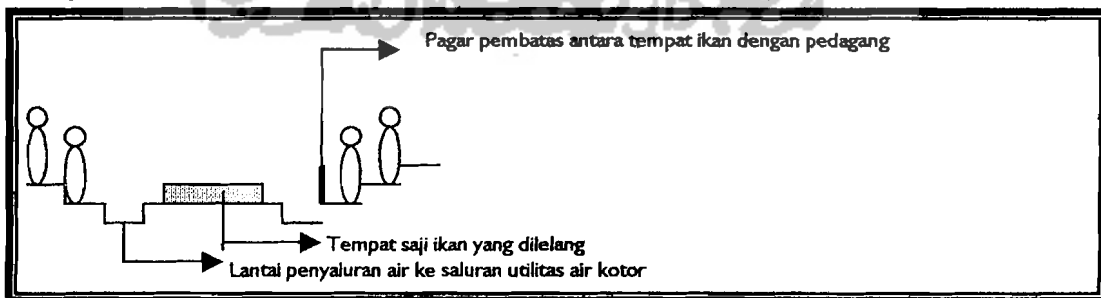 Pagar pembatas antara tempat ikan dengan pedagang
Tempat saji ikan yang dilelang
Lantai penyaluran air ke saluran utilitas air kotor